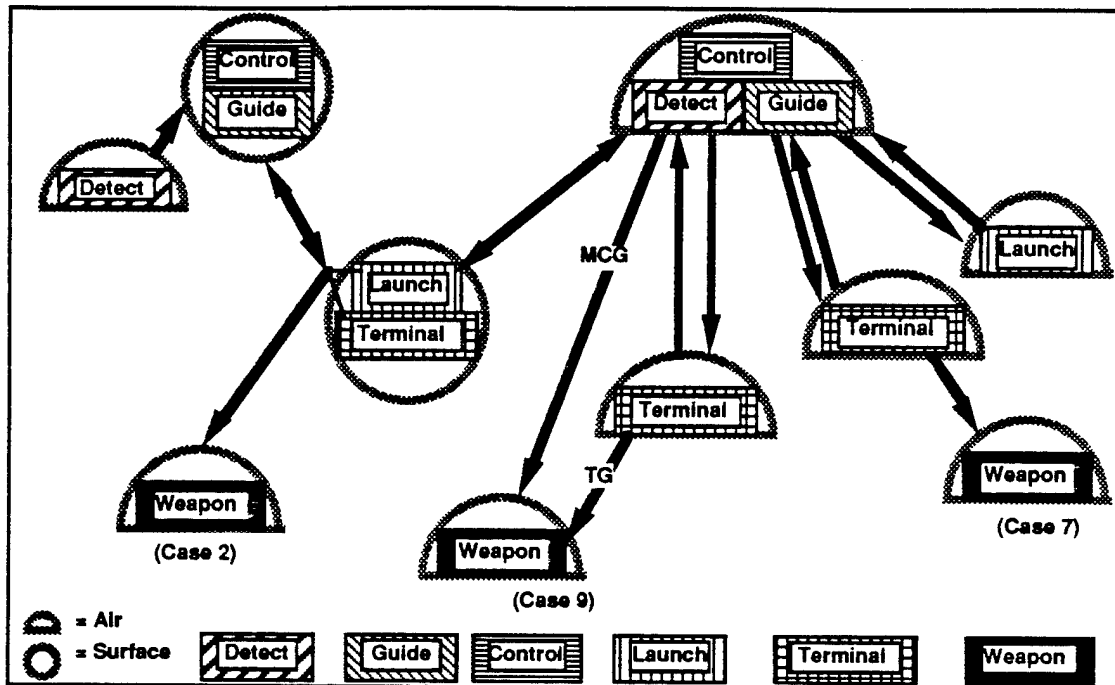 Control
Guide
Detect
Control
Detect Guide
Launch
Terminal
MCG
Launch
Terminal
Terminal
TG
Weapon
(Case 2)
Weapon
(Case 9)
Weapon
(Case 7)
= Air
= Surface
Detect Guide Control Launch Terminal Weapon